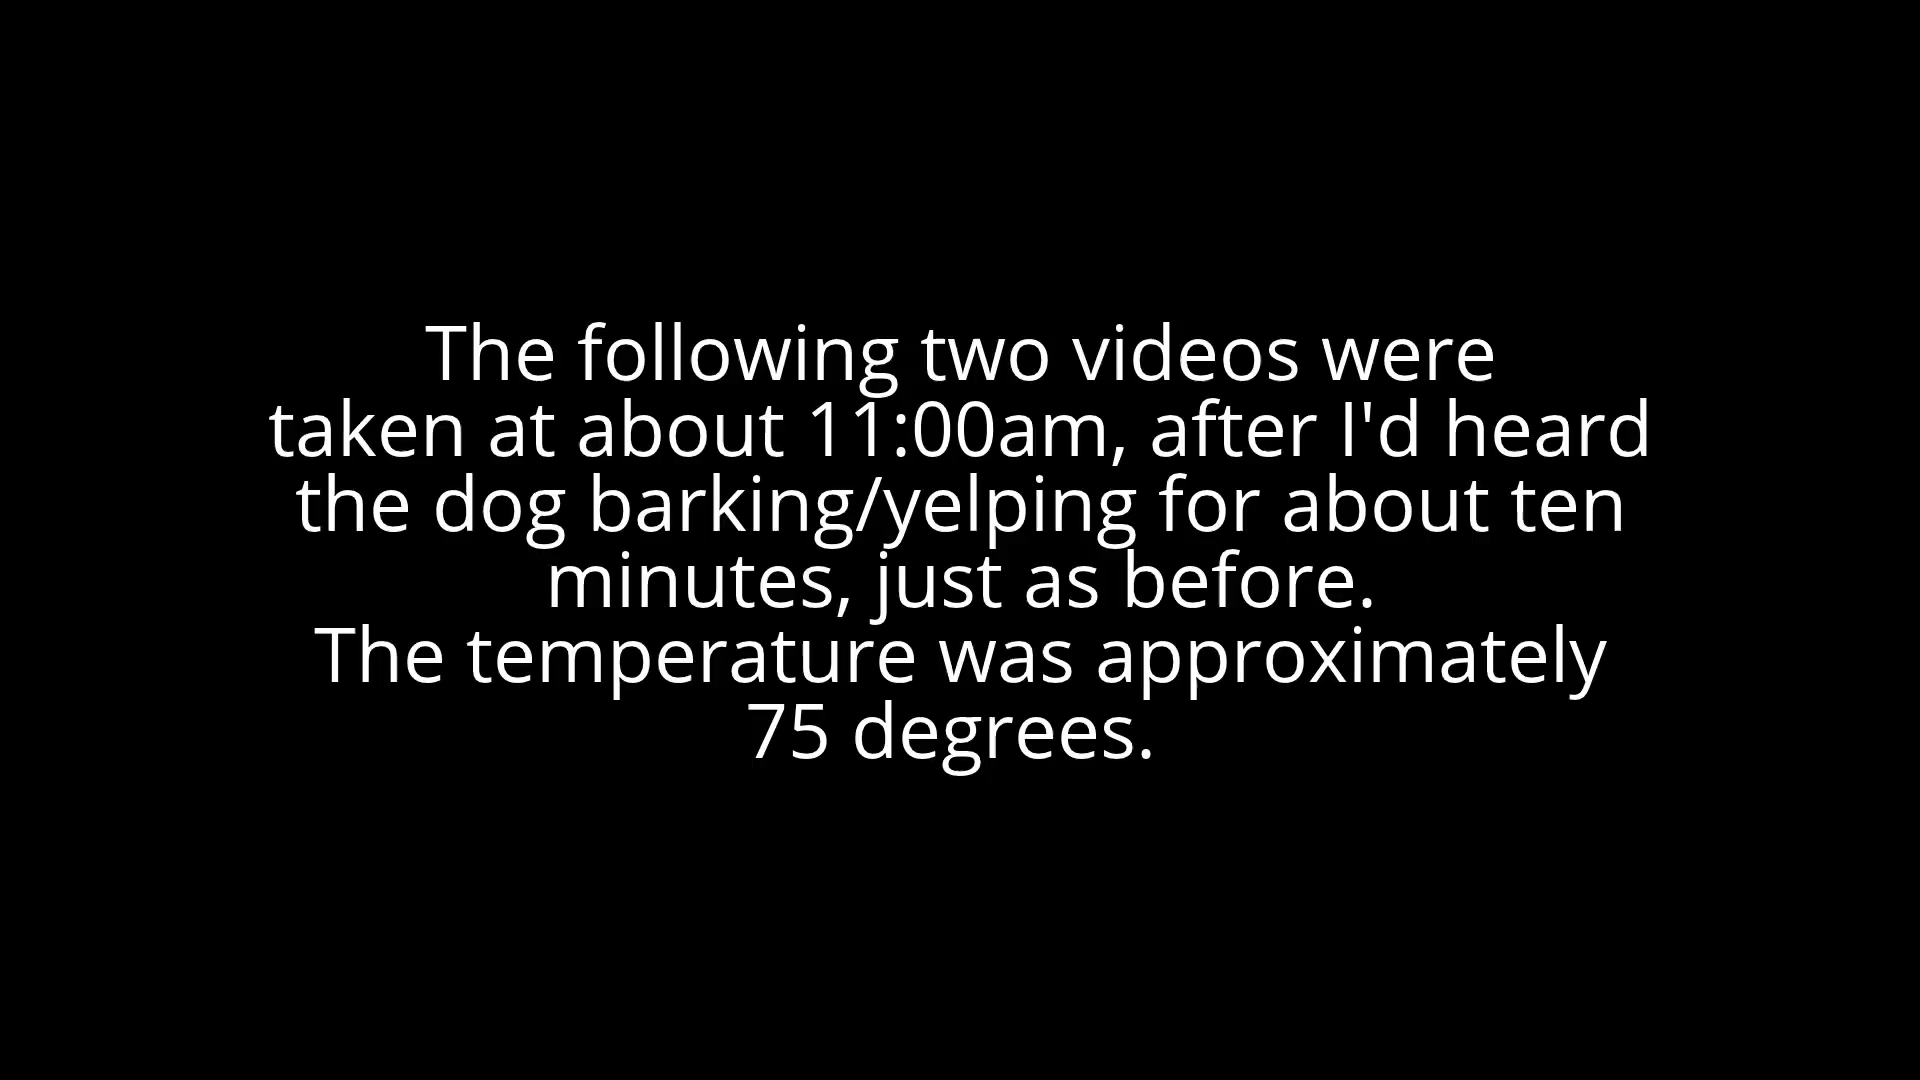 The following two videos were
taken at about 11:00am, after I'd heard
the dog barking/yelping for about ten
minutes, just as before.
The temperature was approximately
75 degrees.